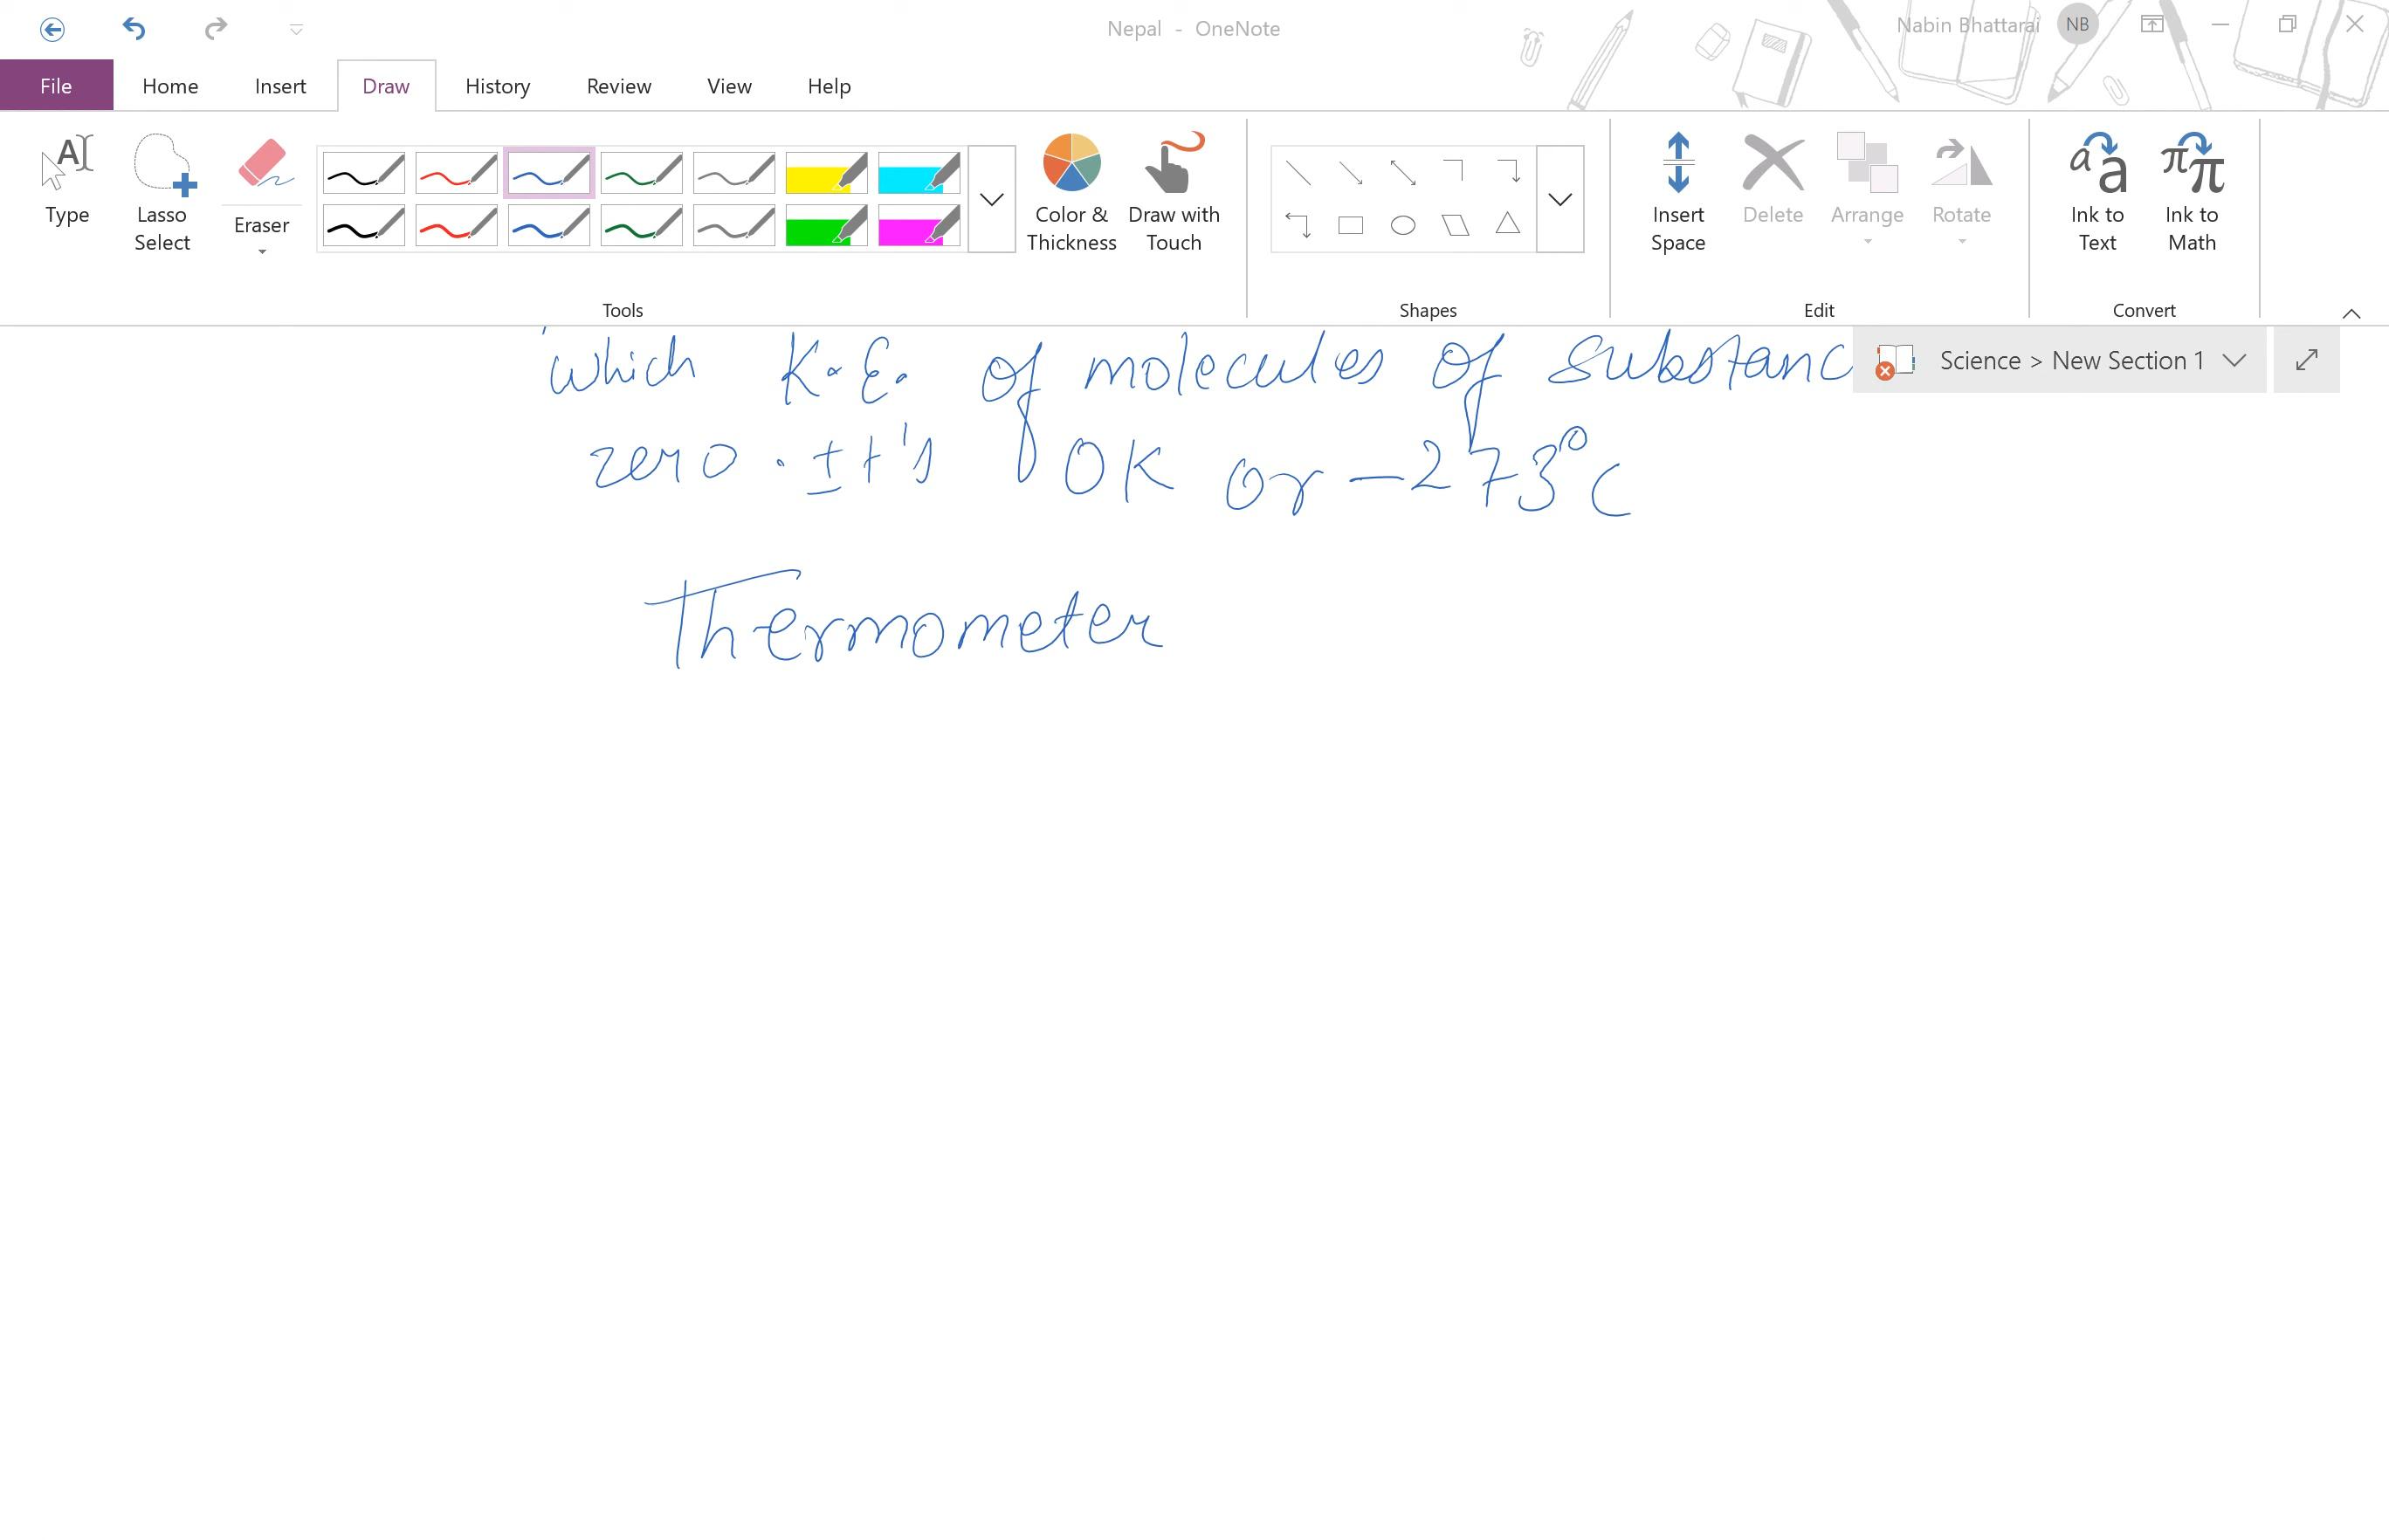 Nepal - OneNote
Nabin Bhattarai NB
File Home Insert Draw History Review View Help
Type
Lasso Select
Eraser
Color & Thickness
Draw with Touch
Insert Space
Delete
Arrange
Rotate
Ink to Text
Ink to Math
Tools Shapes Edit Convert
which K.E. of molecules of substanc
Science > New Section 1
zero. It's 0K or -273°C
Thermometer